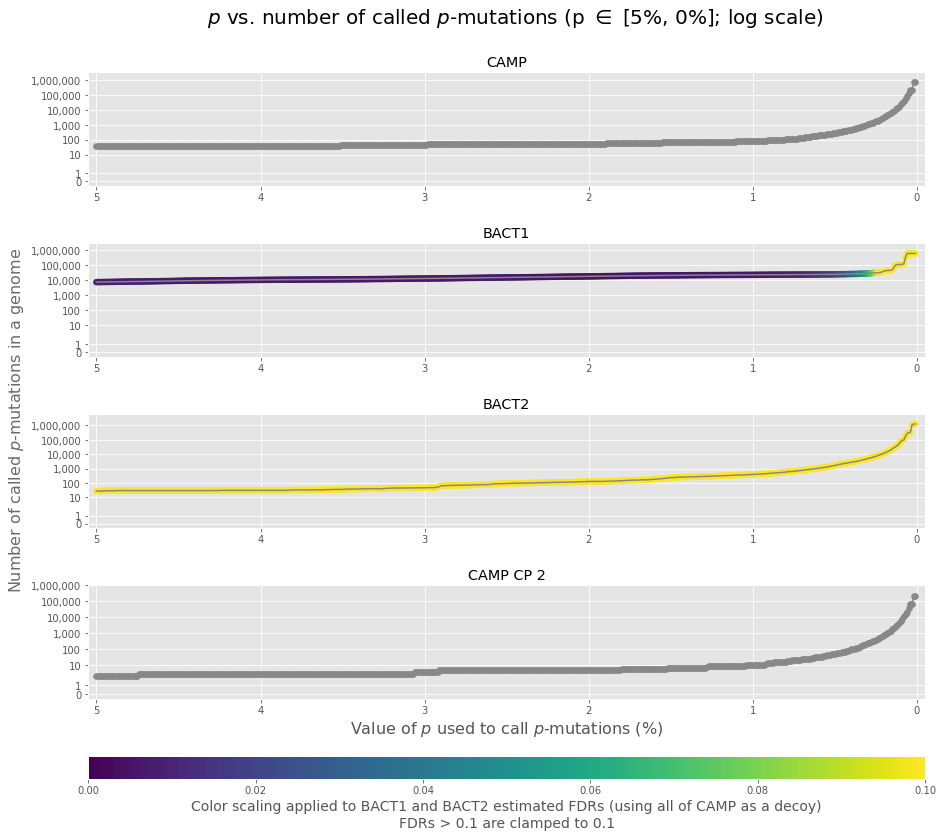 p vs. number of called p-mutations (p ∈ [5%, 0%]; log scale)
CAMP
1,000,000
100,000
10,000
1,000
100
10
1
0
5 4 3 2 1 0
BACT1
1,000,000
100,000
10,000
1,000
100
10
1
0
5 4 3 2 1 0
Number of called p-mutations in a genome
BACT2
1,000,000
100,000
10,000
1,000
100
10
1
0
5 4 3 2 1 0
CAMP CP 2
1,000,000
100,000
10,000
1,000
100
10
1
0
5 4 3 2 1 0
Value of p used to call p-mutations (%)
0.00 0.02 0.04 0.06 0.08 0.10
Color scaling applied to BACT1 and BACT2 estimated FDRs (using all of CAMP as a decoy)
FDRs > 0.1 are clamped to 0.1